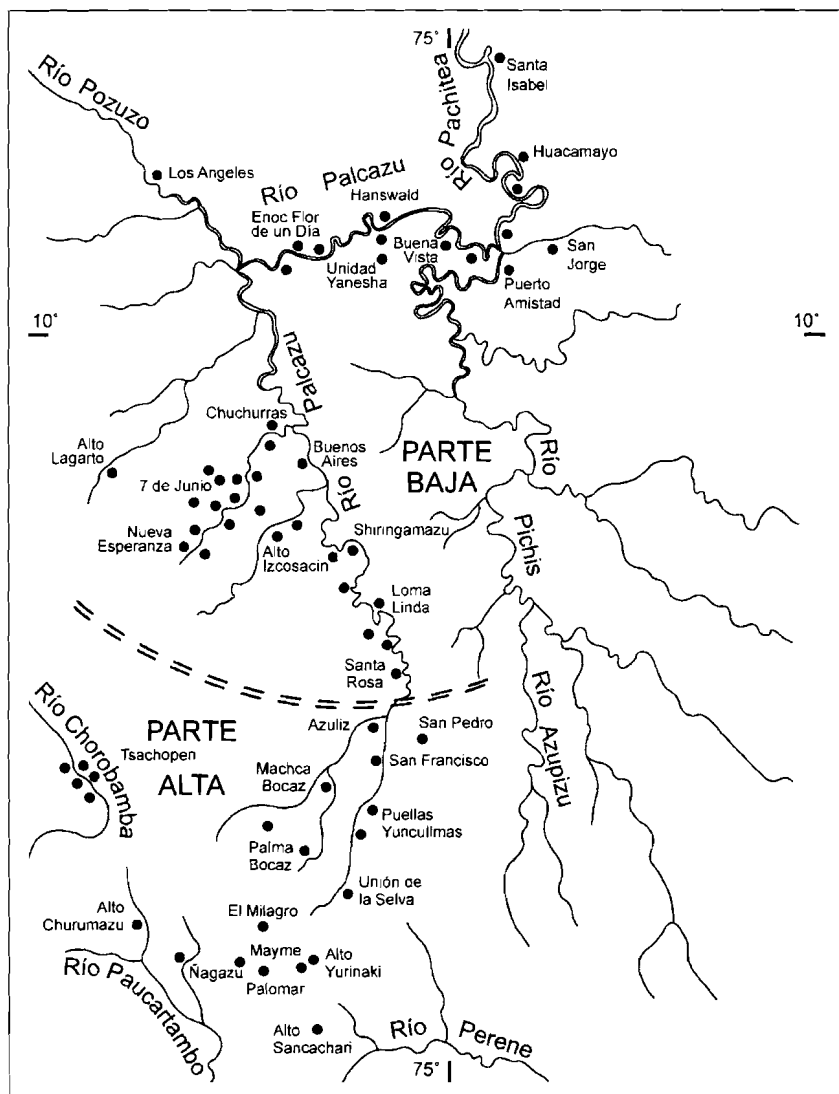 75°
Río Pozuzo
Río Pachitea
Santa
Isabel
Los Angeles
Huacamayo
Río Palcazu
Hanswald
Enoc Flor
de un Día
Buena
Vista
San
Jorge
Unidad
Yanesha
Puerto
Amistad
10°
10°
Río Palcazu
Chuchurras
Alto
Lagarto
Buenos
Aires
PARTE
BAJA
Río Pichis
7 de Junio
Nueva
Esperanza
Alto
Izcosacin
Shiringamazu
Loma
Linda
Santa
Rosa
Río Azupizu
Río Chorobamba
PARTE
ALTA
Tsachopen
Azuliz
San Pedro
San Francisco
Machca
Bocaz
Puellas
Yuncullmas
Palma
Bocaz
Unión de
la Selva
Alto
Churumazu
El Milagro
Ñagazú
Mayme
Palomar
Alto
Yurinaki
Río Paucartambo
Alto
Sancachari
Río Perene
75°